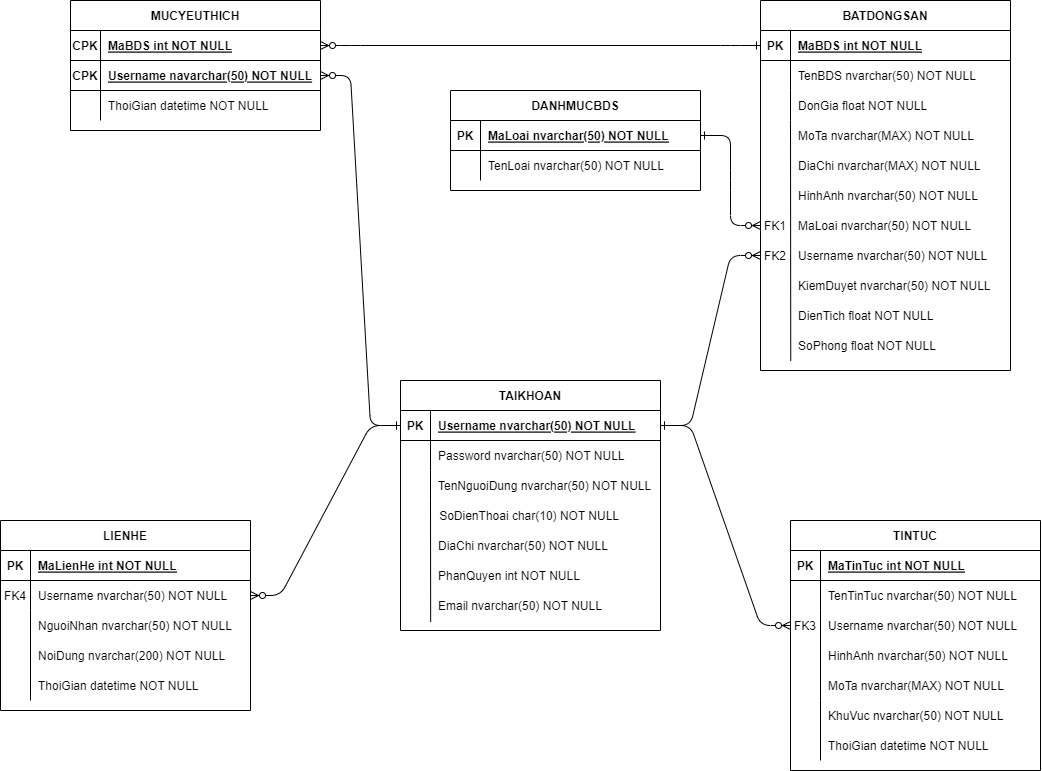 MUCYEUTHICH
CPK MaBDS int NOT NULL
CPK Username navarchar(50) NOT NULL
ThoiGian datetime NOT NULL
BATDONGSAN
PK MaBDS int NOT NULL
TenBDS nvarchar(50) NOT NULL
DonGia float NOT NULL
MoTa nvarchar(MAX) NOT NULL
DiaChi nvarchar(MAX) NOT NULL
HinhAnh nvarchar(50) NOT NULL
FK1 MaLoai nvarchar(50) NOT NULL
FK2 Username nvarchar(50) NOT NULL
KiemDuyet nvarchar(50) NOT NULL
DienTich float NOT NULL
SoPhong float NOT NULL
DANHMUCBDS
PK MaLoai nvarchar(50) NOT NULL
TenLoai nvarchar(50) NOT NULL
TAIKHOAN
PK Username nvarchar(50) NOT NULL
Password nvarchar(50) NOT NULL
TenNguoiDung nvarchar(50) NOT NULL
SoDienThoai char(10) NOT NULL
DiaChi nvarchar(50) NOT NULL
PhanQuyen int NOT NULL
Email nvarchar(50) NOT NULL
LIENHE
PK MaLienHe int NOT NULL
FK4 Username nvarchar(50) NOT NULL
NguoiNhan nvarchar(50) NOT NULL
NoiDung nvarchar(200) NOT NULL
ThoiGian datetime NOT NULL
TINTUC
PK MaTinTuc int NOT NULL
TenTinTuc nvarchar(50) NOT NULL
FK3 Username nvarchar(50) NOT NULL
HinhAnh nvarchar(50) NOT NULL
MoTa nvarchar(MAX) NOT NULL
KhuVuc nvarchar(50) NOT NULL
ThoiGian datetime NOT NULL